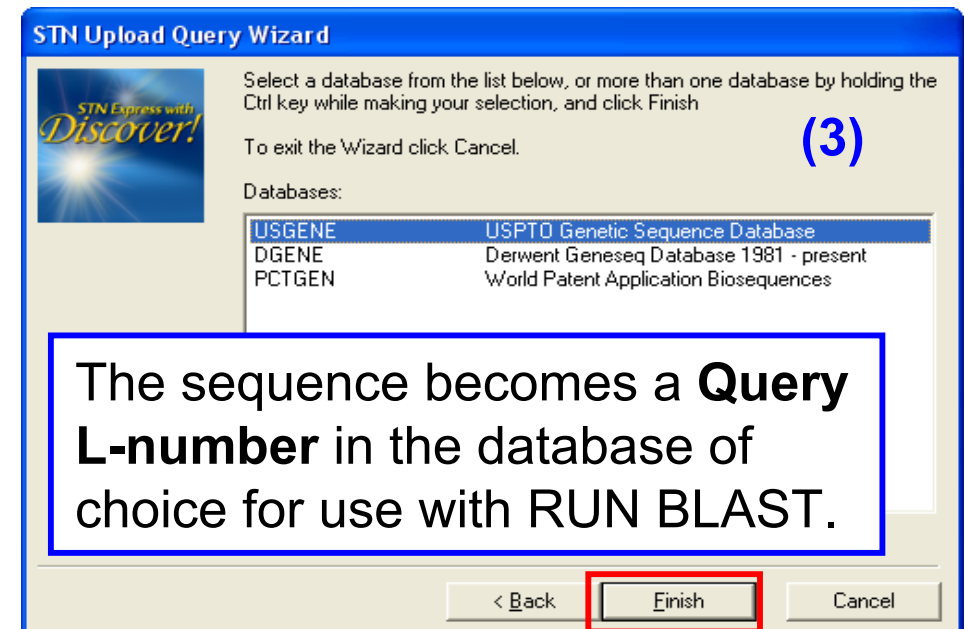 STN Upload Query Wizard
STN Express with
Discover!
Select a database from the list below, or more than one database by holding the
Ctrl key while making your selection, and click Finish
(3)
To exit the Wizard click Cancel.
Databases:
USGENE USPTO Genetic Sequence Database
DGENE Derwent Geneseq Database 1981 - present
PCTGEN World Patent Application Biosequences
The sequence becomes a Query
L-number in the database of
choice for use with RUN BLAST.
< Back Finish Cancel